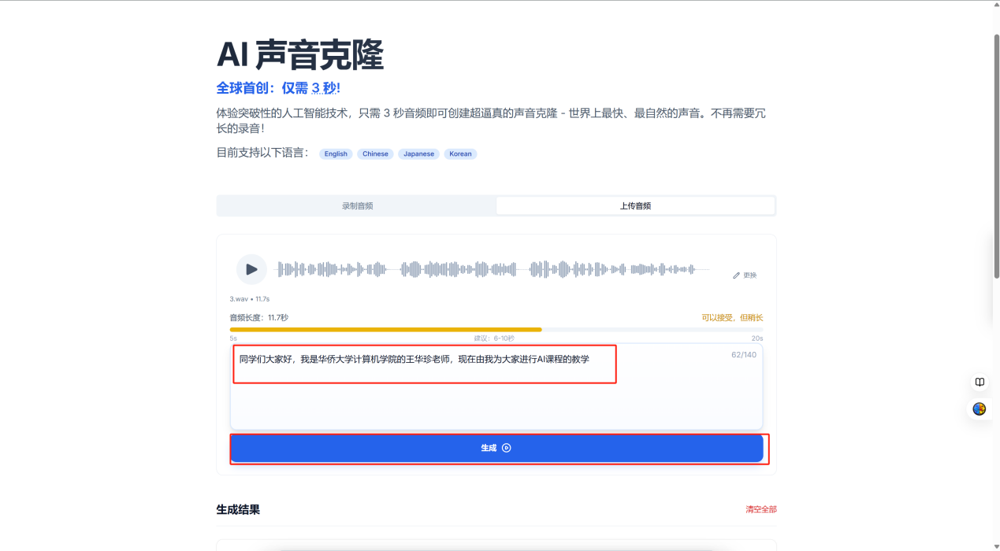 AI 声音克隆
全球首创：仅需 3 秒!
体验突破性的人工智能技术，只需 3 秒音频即可创建超逼真的声音克隆 - 世界上最快、最自然的声音。不再需要冗
长的录音！
目前支持以下语言： English Chinese Japanese Korean
录制音频 上传音频
更换
3.wav • 11.7s
音频长度：11.7秒 可以接受，但稍长
5s 建议：6-10秒 20s
同学们大家好，我是华侨大学计算机学院的王华珍老师，现在由我为大家进行AI课程的教学 62/140
生成
生成结果 清空全部